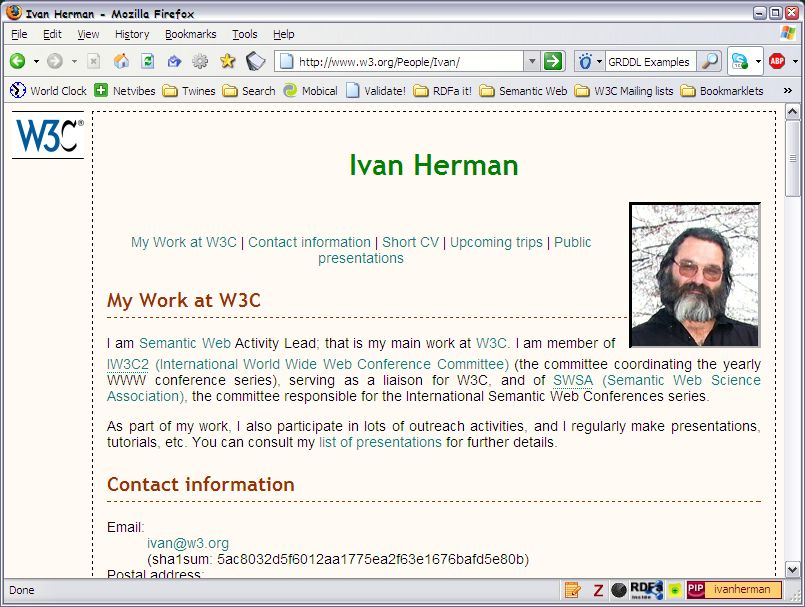 Ivan Herman - Mozilla Firefox
File Edit View History Bookmarks Tools Help
http://www.w3.org/People/Ivan/ GRDDL Examples ABP
World Clock Netvibes Twines Search Mobical Validate! RDFa it! Semantic Web W3C Mailing lists Bookmarklets »
W3C®
Ivan Herman
My Work at W3C | Contact information | Short CV | Upcoming trips | Public
presentations
My Work at W3C
I am Semantic Web Activity Lead; that is my main work at W3C. I am member of
IW3C2 (International World Wide Web Conference Committee) (the committee coordinating the yearly
WWW conference series), serving as a liaison for W3C, and of SWSA (Semantic Web Science
Association), the committee responsible for the International Semantic Web Conferences series.
As part of my work, I also participate in lots of outreach activities, and I regularly make presentations,
tutorials, etc. You can consult my list of presentations for further details.
Contact information
Email:
ivan@w3.org
(sha1sum: 5ac8032d5f6012aa1775ea2f63e1676bafd5e80b)
Postal address:
Done Z RDFa inside PIP ivanherman